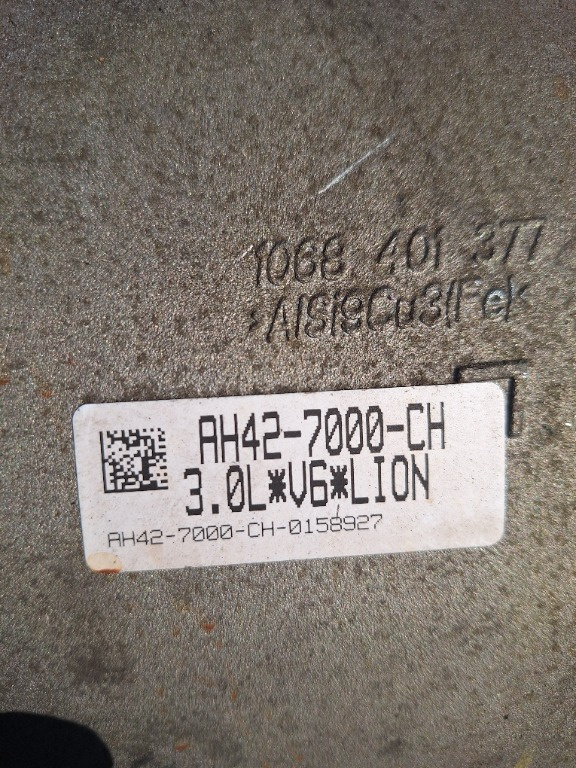 1068 401 377
>AlSi9Cu3(Fe)<
AH42-7000-CH
3.0L*V6*LION
AH42-7000-CH-0158927